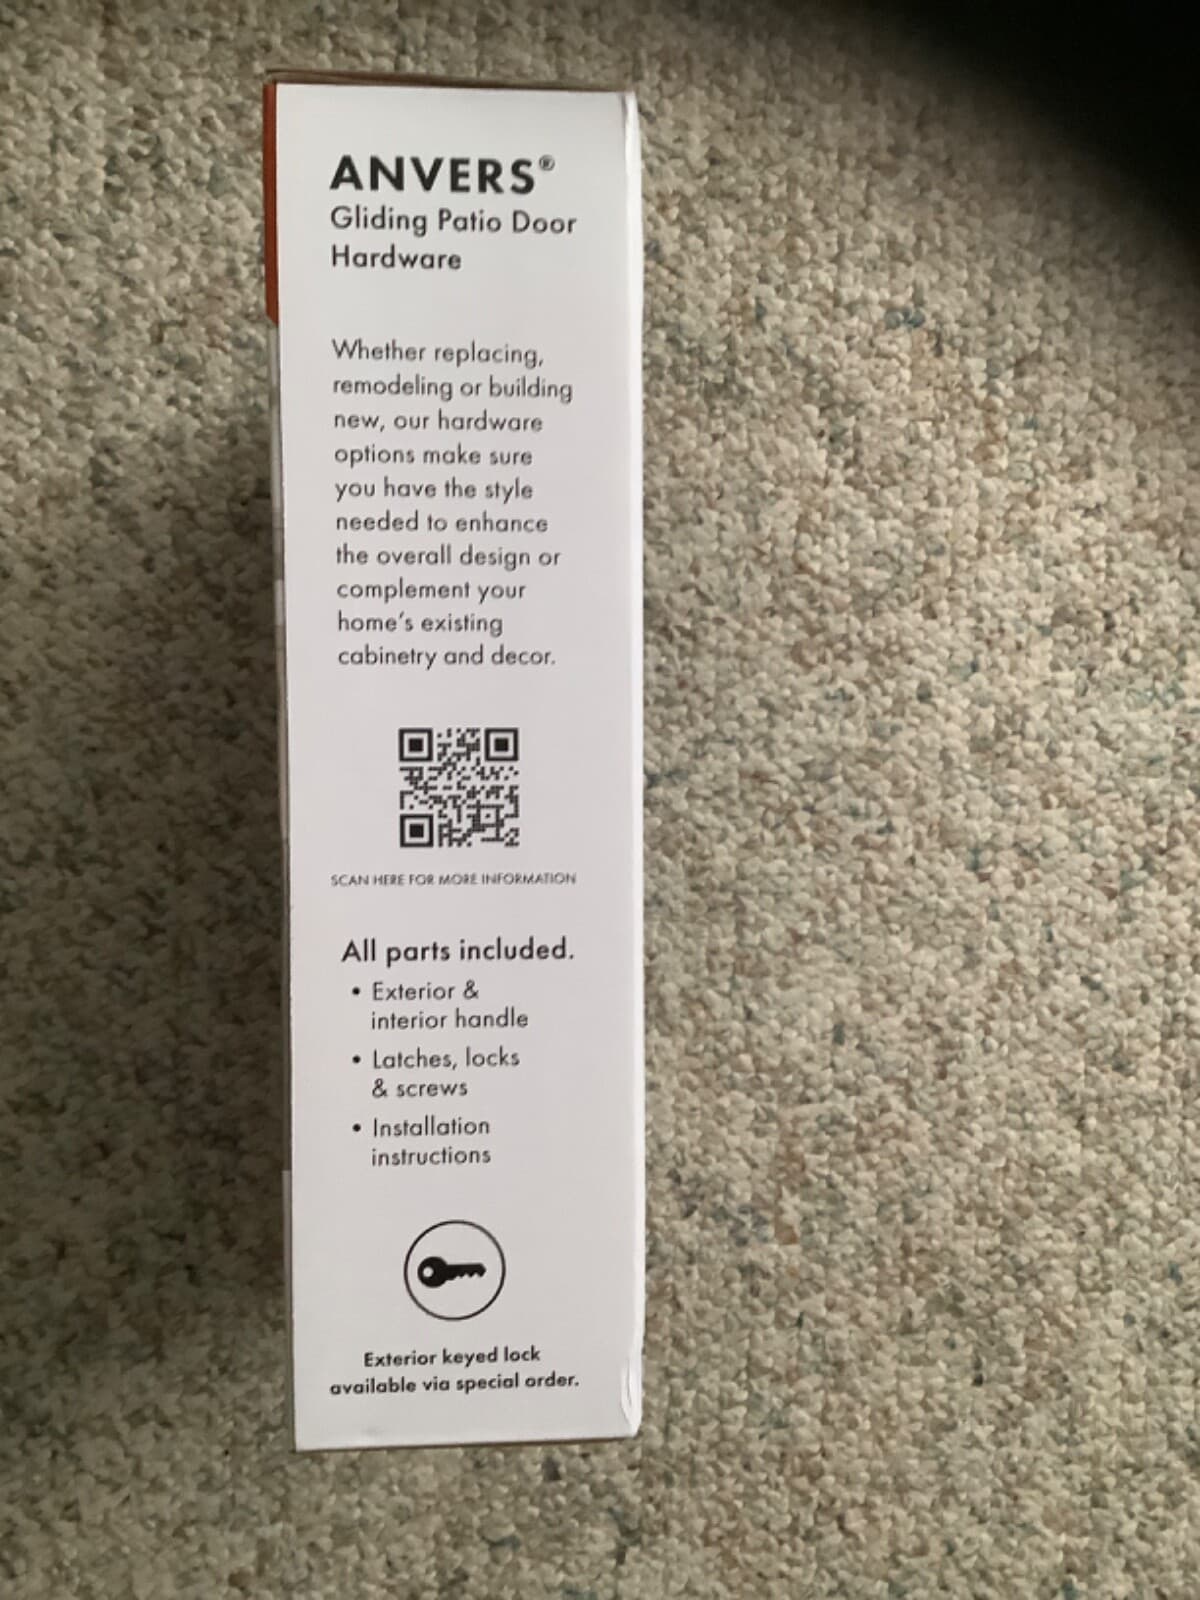 ANVERS®
Gliding Patio Door
Hardware
Whether replacing,
remodeling or building
new, our hardware
options make sure
you have the style
needed to enhance
the overall design or
complement your
home's existing
cabinetry and decor.
SCAN HERE FOR MORE INFORMATION
All parts included.
• Exterior &
interior handle
• Latches, locks
& screws
• Installation
instructions
Exterior keyed lock
available via special order.